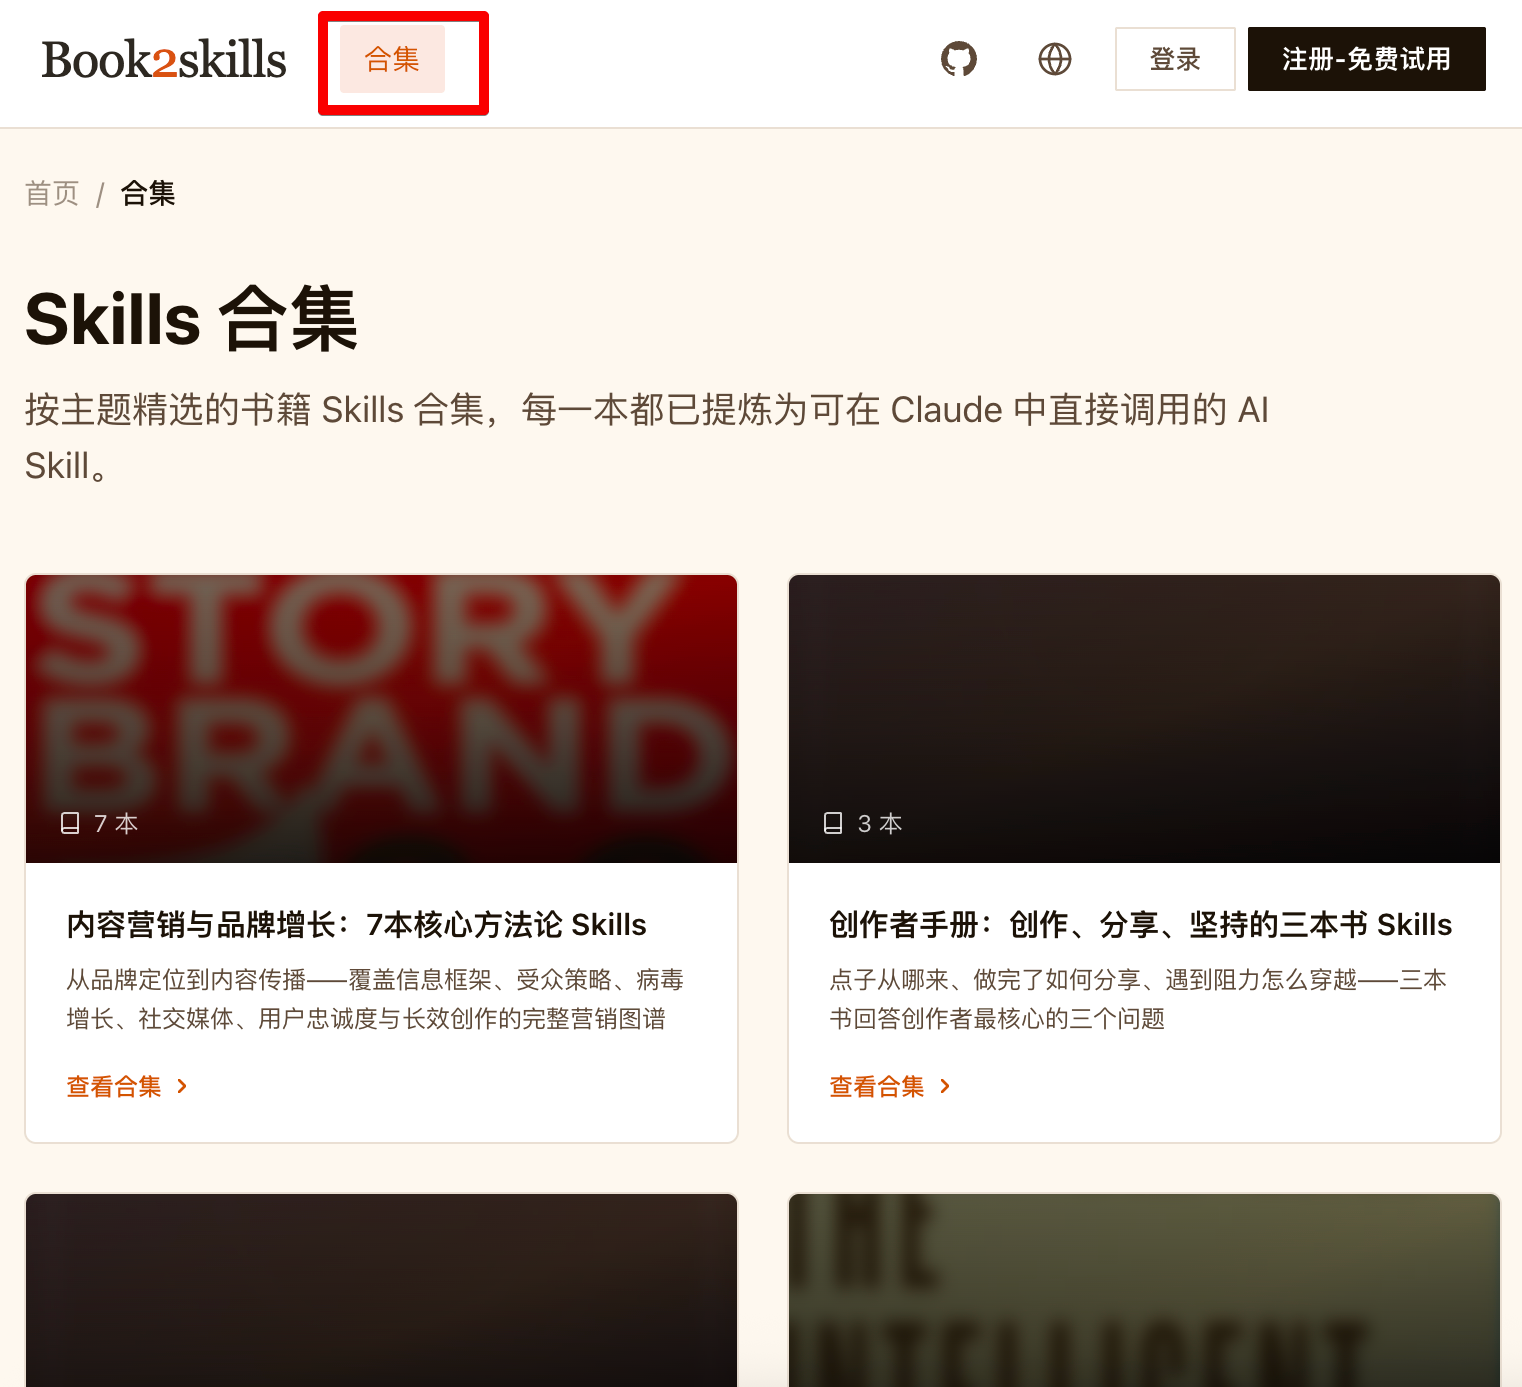 Book2skills 合集 登录 注册-免费试用
首页 / 合集
Skills 合集
按主题精选的书籍 Skills 合集，每一本都已提炼为可在 Claude 中直接调用的 AI
Skill。
STORY
BRAND
7 本
内容营销与品牌增长：7本核心方法论 Skills
从品牌定位到内容传播——覆盖信息框架、受众策略、病毒
增长、社交媒体、用户忠诚度与长效创作的完整营销图谱
查看合集
3 本
创作者手册：创作、分享、坚持的三本书 Skills
点子从哪来、做完了如何分享、遇到阻力怎么穿越——三本
书回答创作者最核心的三个问题
查看合集
THE
INTELLIGENT